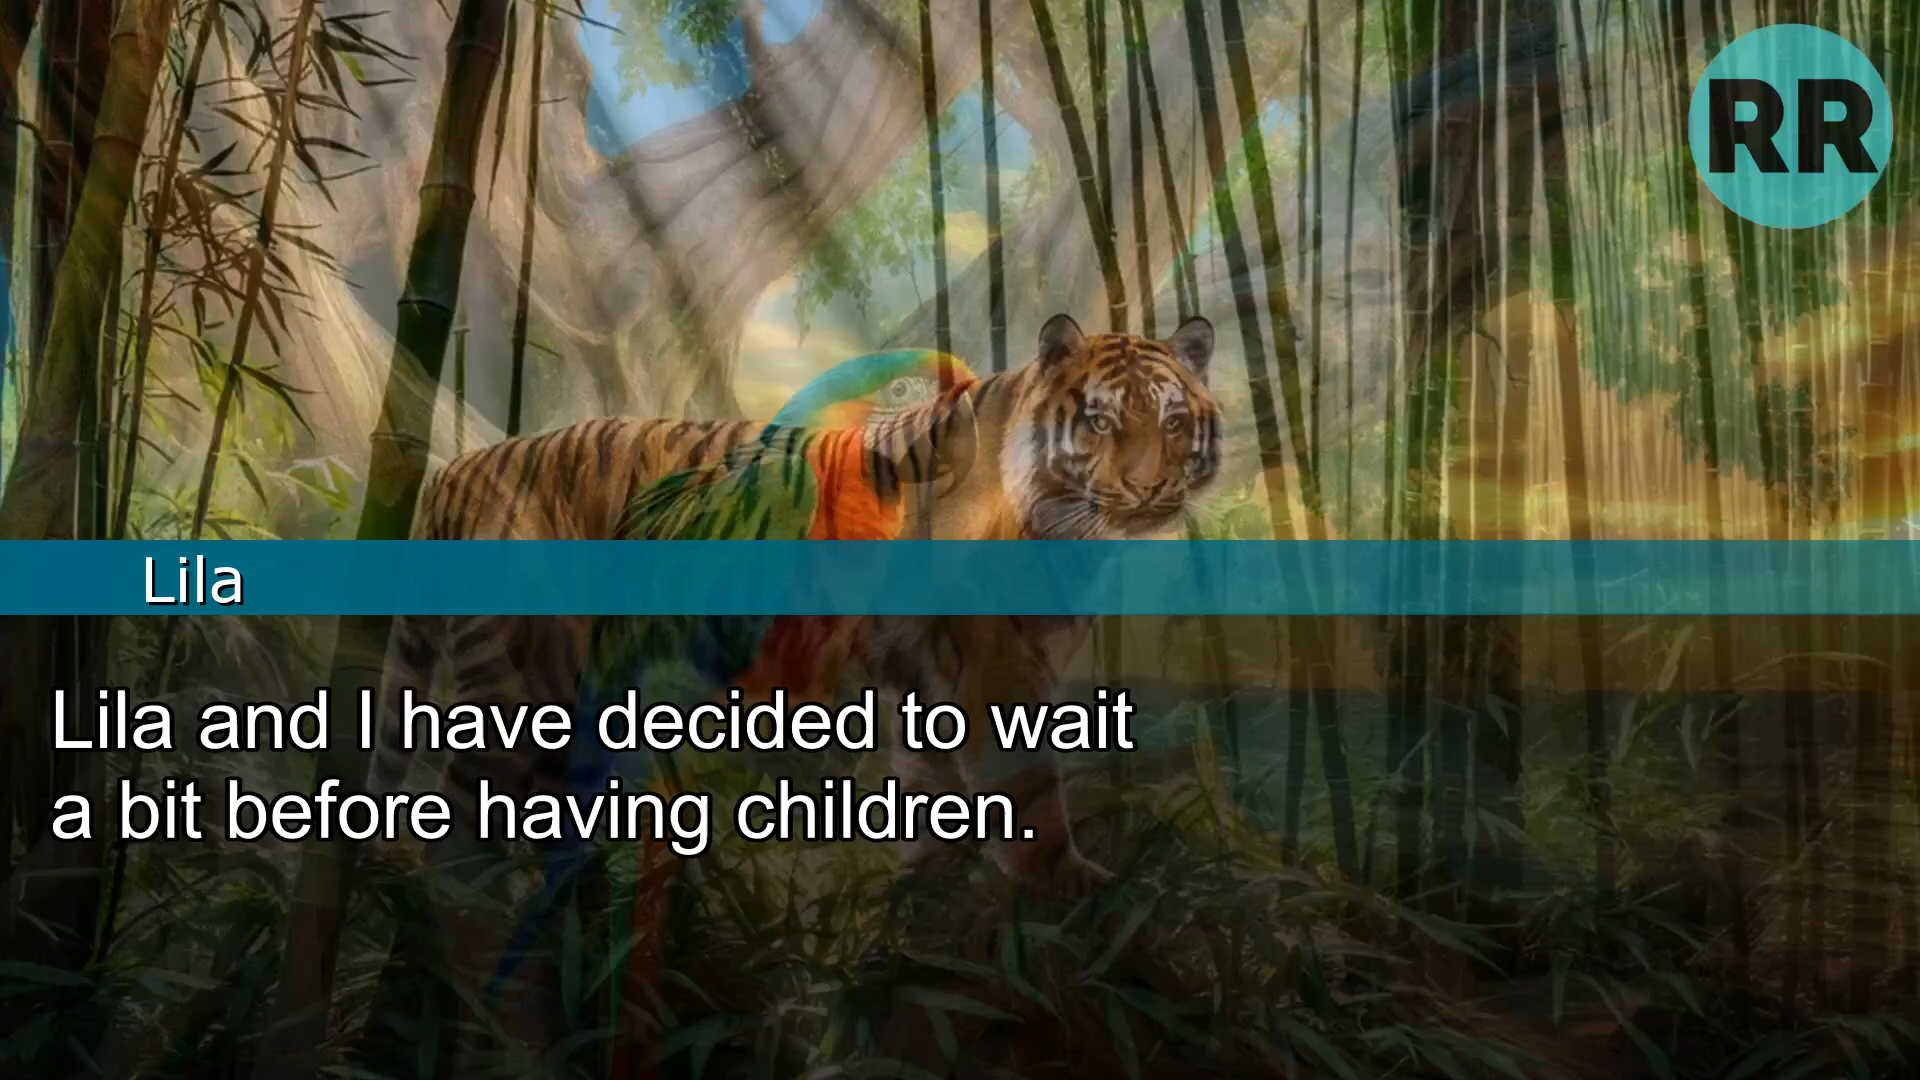 RR
Lila
Lila and I have decided to wait
a bit before having children.